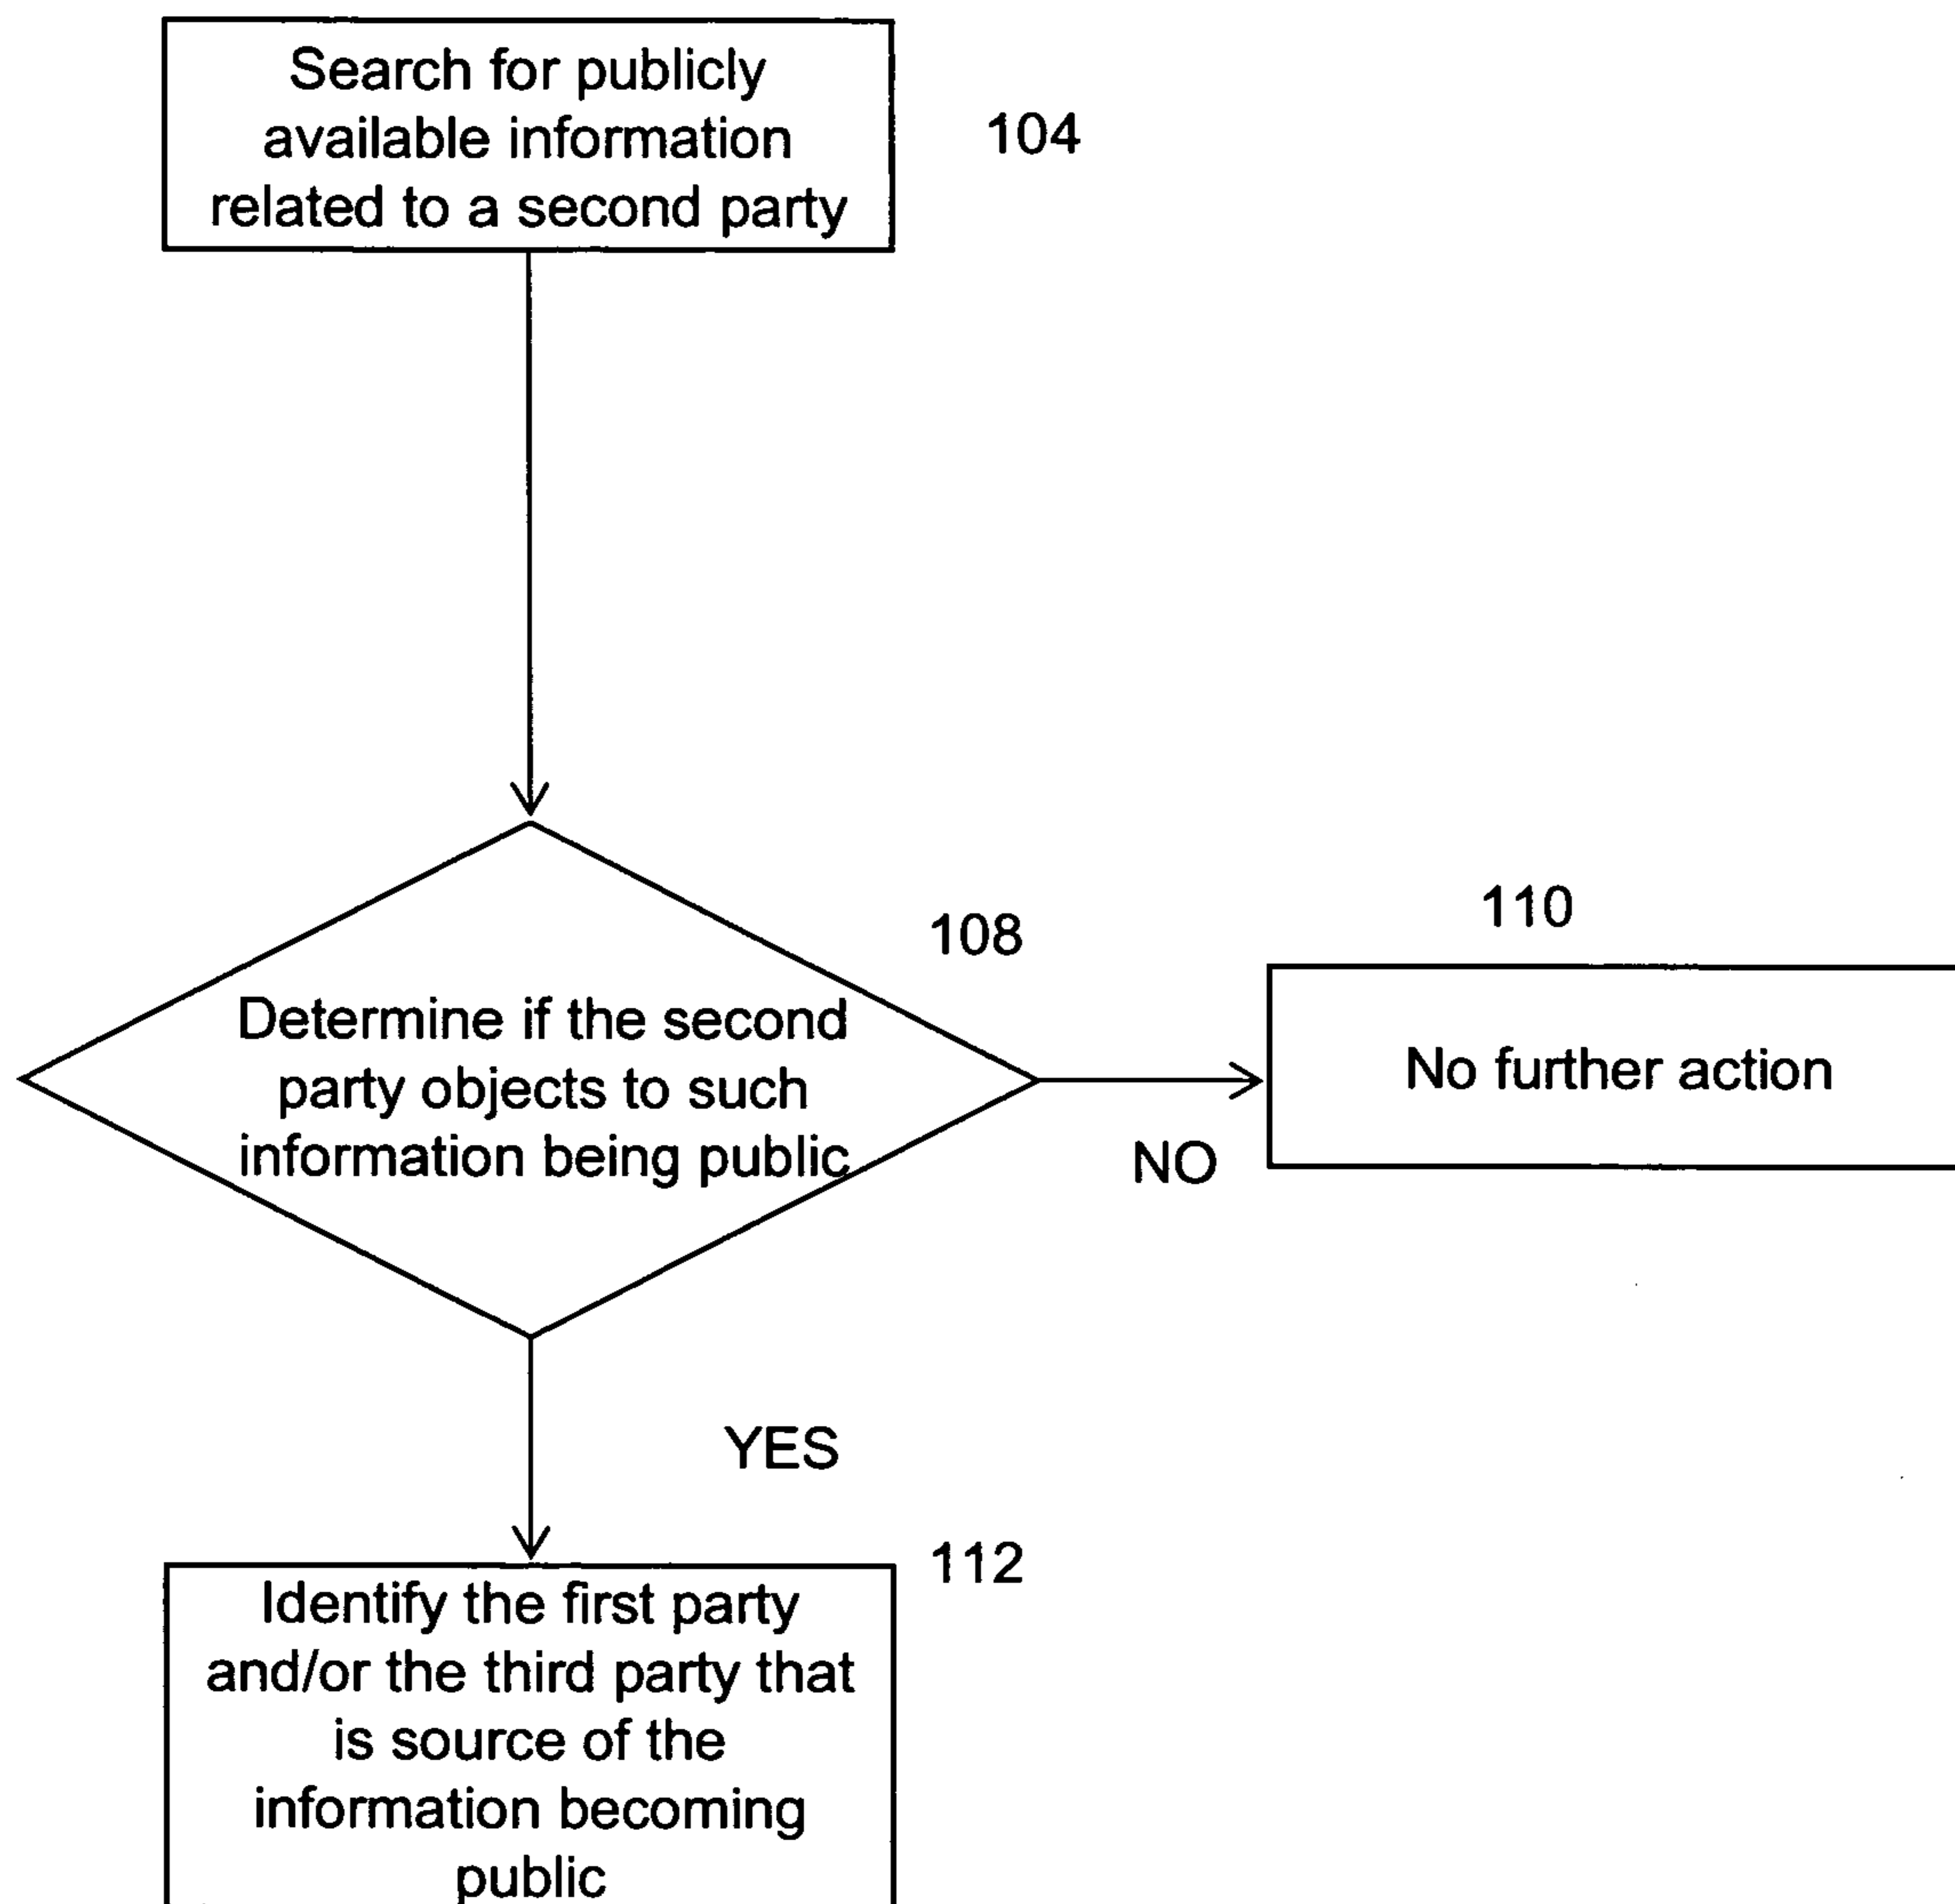 Search for publicly
available information
related to a second party
104
108
Determine if the second
party objects to such
information being public
110
No further action
NO
YES
112
Identify the first party
and/or the third party that
is source of the
information becoming
public